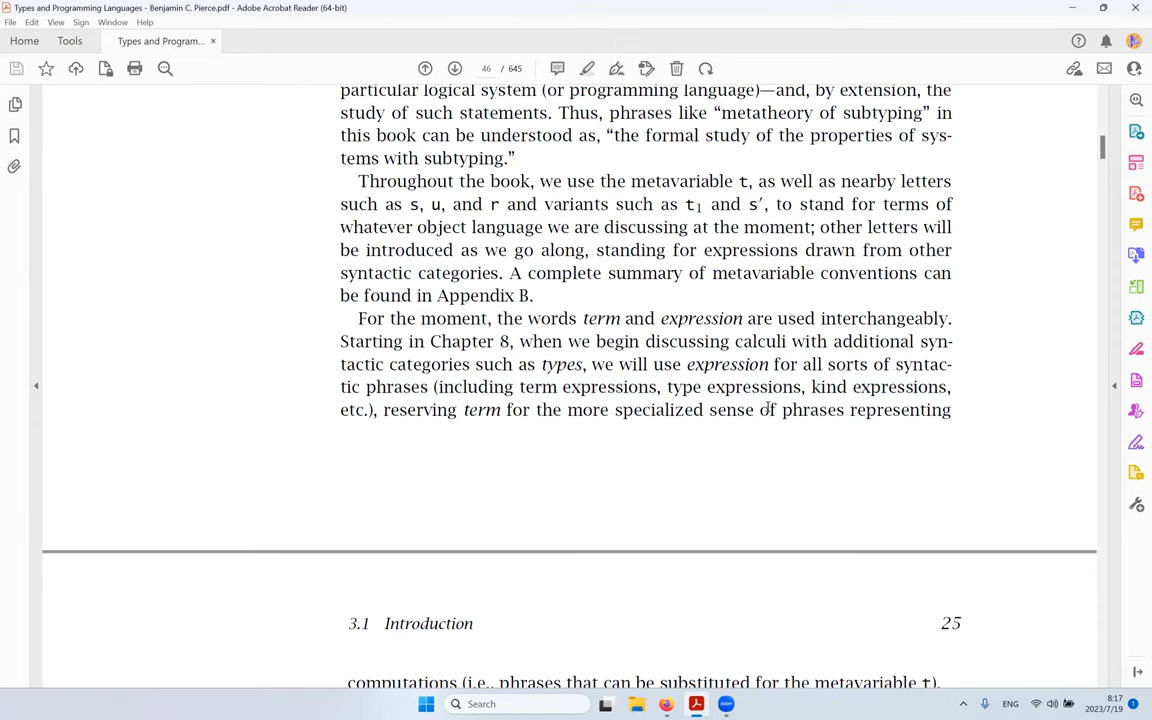 Types and Programming Languages - Benjamin C. Pierce.pdf - Adobe Acrobat Reader (64-bit)
File Edit View Sign Window Help
Home Tools Types and Program... ×
46 / 645
particular logical system (or programming language)—and, by extension, the
study of such statements. Thus, phrases like “metatheory of subtyping” in
this book can be understood as, “the formal study of the properties of sys-
tems with subtyping.”
Throughout the book, we use the metavariable t, as well as nearby letters
such as s, u, and r and variants such as t₁ and s′, to stand for terms of
whatever object language we are discussing at the moment; other letters will
be introduced as we go along, standing for expressions drawn from other
syntactic categories. A complete summary of metavariable conventions can
be found in Appendix B.
For the moment, the words term and expression are used interchangeably.
Starting in Chapter 8, when we begin discussing calculi with additional syn-
tactic categories such as types, we will use expression for all sorts of syntac-
tic phrases (including term expressions, type expressions, kind expressions,
etc.), reserving term for the more specialized sense of phrases representing
3.1 Introduction 25
computations (i.e., phrases that can be substituted for the metavariable t).
Search
zoom
ENG
8:17
2023/7/19
1